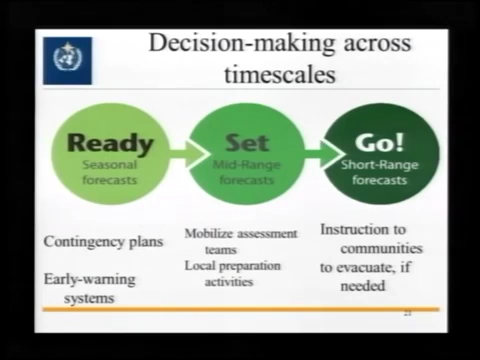 Decision-making across
timescales
Ready
Seasonal
forecasts
Set
Mid-Range
forecasts
Go!
Short-Range
forecasts
Contingency plans
Early-warning
systems
Mobilize assessment
teams
Local preparation
activities
Instruction to
communities
to evacuate, if
needed